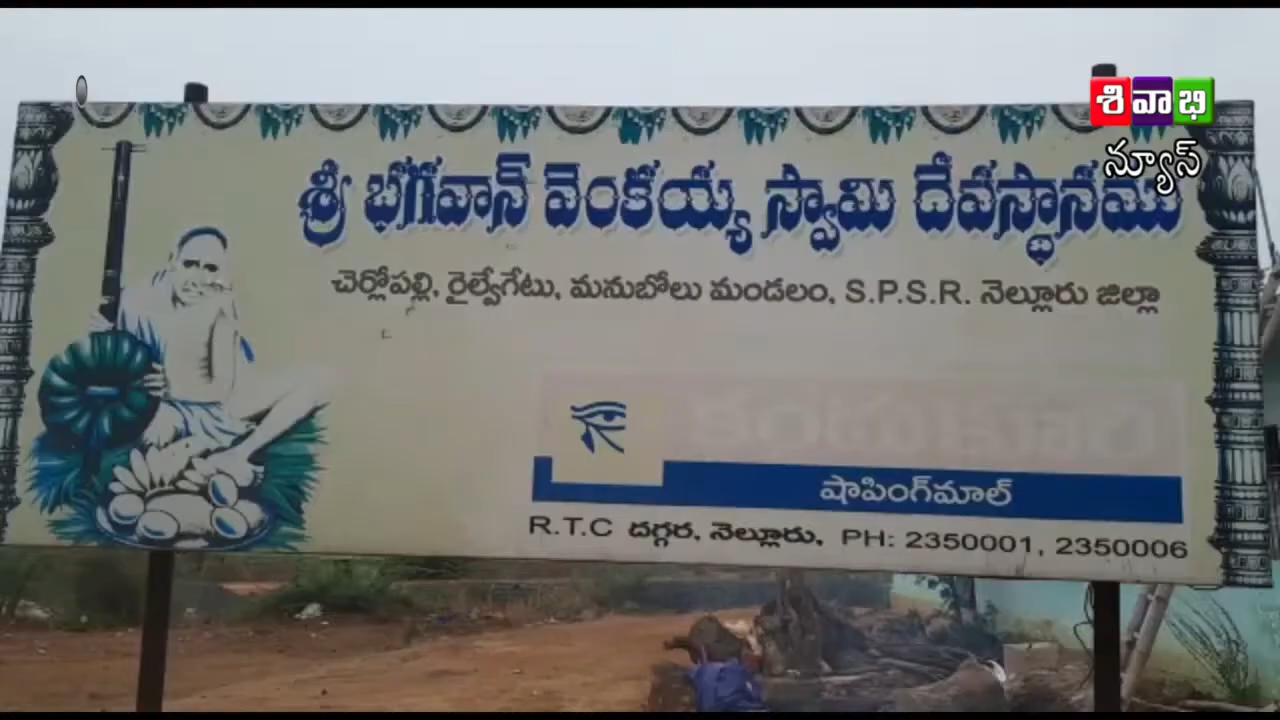 శివాభి
న్యూస్
శ్రీ భగవాన్ వెంకయ్య స్వామి దేవస్థానము
చెర్లోపల్లి, రైల్వేగేటు, మనుబోలు మండలం, S.P.S.R. నెల్లూరు జిల్లా
కందుకూరి
షాపింగ్‌మాల్
R.T.C దగ్గర, నెల్లూరు, PH: 2350001, 2350006